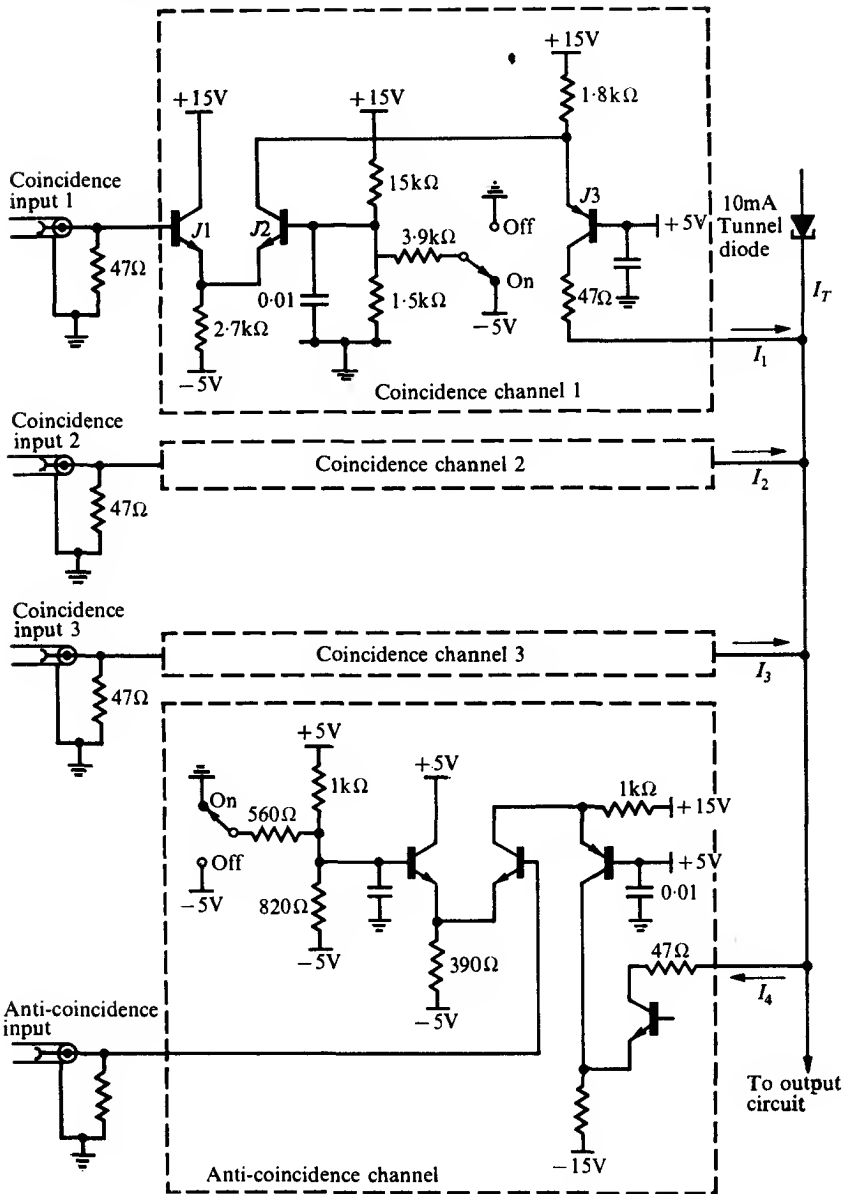 +15V
1·8kΩ
+15V
+15V
Coincidence
input 1
15kΩ
10mA
Tunnel
diode
J1
J2
J3
Off
+5V
3·9kΩ
47Ω
On
0·01
47Ω
I_T
2·7kΩ
1·5kΩ
−5V
−5V
I_1
Coincidence channel 1
Coincidence
input 2
Coincidence channel 2
47Ω
I_2
Coincidence
input 3
Coincidence channel 3
47Ω
I_3
+5V
+5V
1kΩ
On
1kΩ
+15V
560Ω
Off
+5V
−5V
820Ω
0·01
−5V
390Ω
47Ω
−5V
I_4
Anti-coincidence
input
To output
circuit
−15V
Anti-coincidence channel